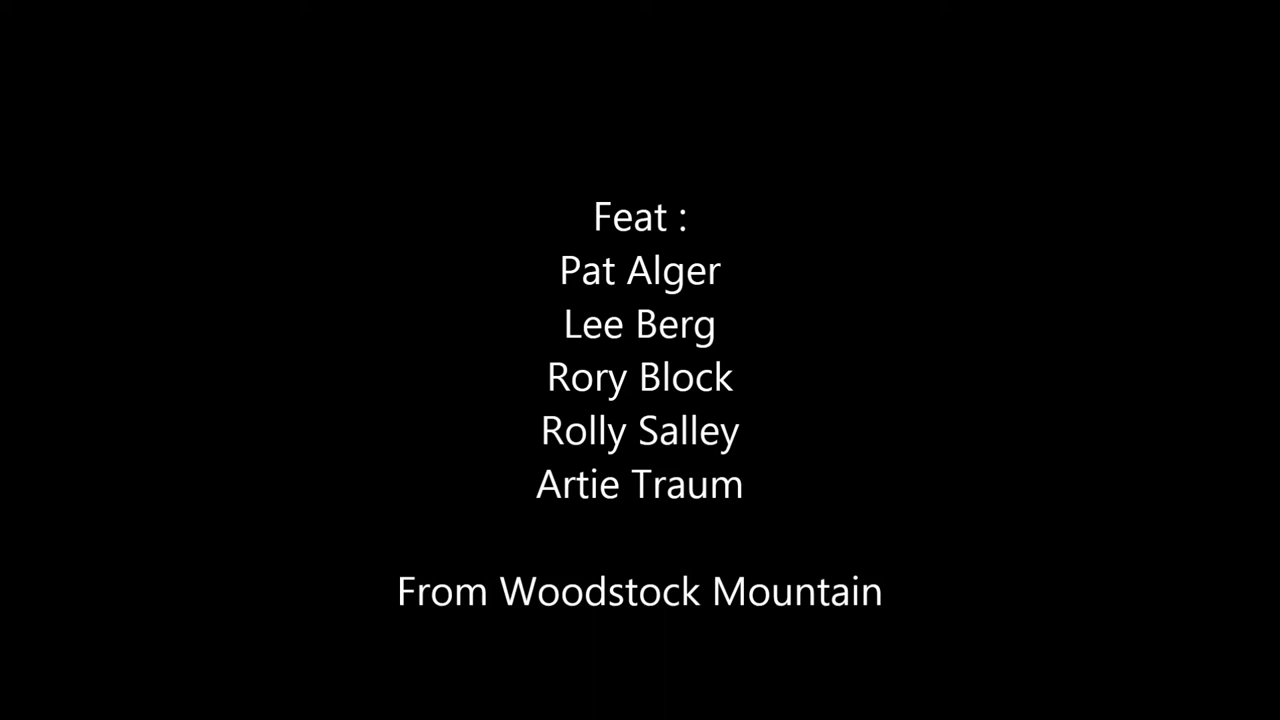 Feat :
Pat Alger
Lee Berg
Rory Block
Rolly Salley
Artie Traum
From Woodstock Mountain